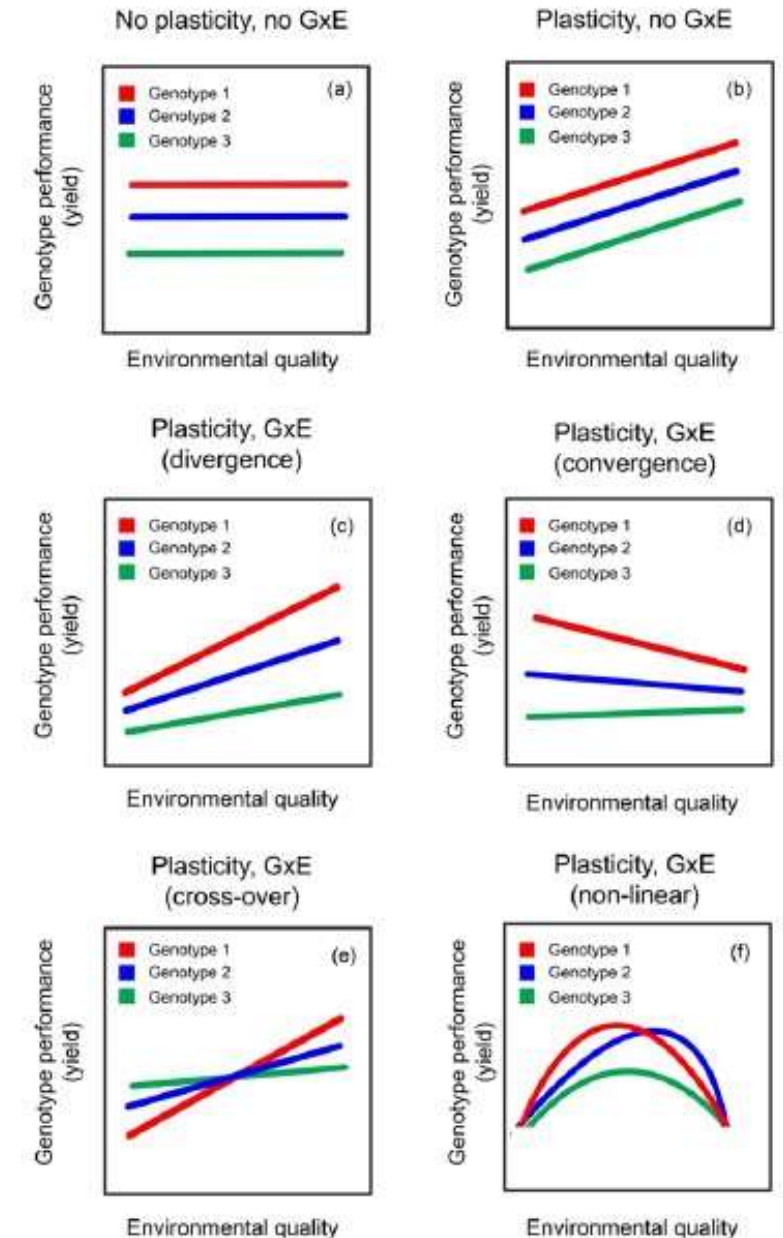 No plasticity, no GxE
Genotype 1
Genotype 2
Genotype 3
(a)
Genotype performance
(yield)
Environmental quality
Plasticity, no GxE
Genotype 1
Genotype 2
Genotype 3
(b)
Genotype performance
(yield)
Environmental quality
Plasticity, GxE
(divergence)
Genotype 1
Genotype 2
Genotype 3
(c)
Genotype performance
(yield)
Environmental quality
Plasticity, GxE
(convergence)
Genotype 1
Genotype 2
Genotype 3
(d)
Genotype performance
(yield)
Environmental quality
Plasticity, GxE
(cross-over)
Genotype 1
Genotype 2
Genotype 3
(e)
Genotype performance
(yield)
Environmental quality
Plasticity, GxE
(non-linear)
Genotype 1
Genotype 2
Genotype 3
(f)
Genotype performance
(yield)
Environmental quality